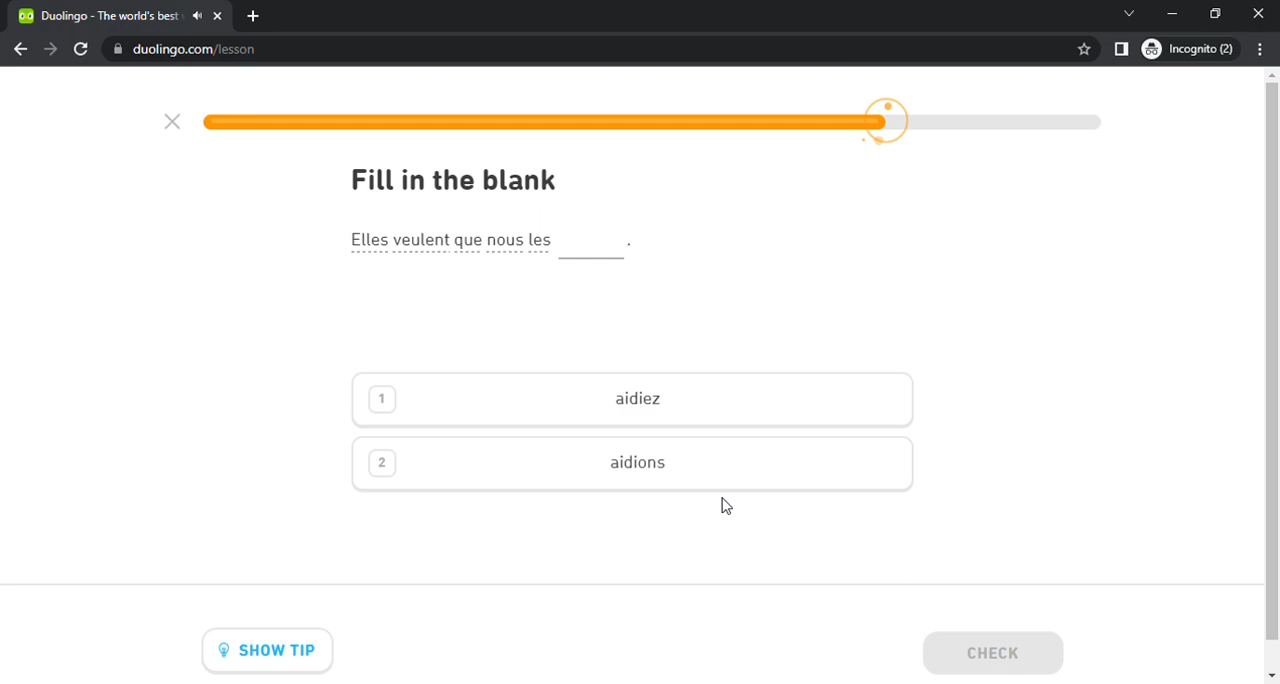 Duolingo - The world's best
duolingo.com/lesson
Incognito (2)
Fill in the blank
Elles veulent que nous les ______ .
1 aidiez
2 aidions
SHOW TIP
CHECK